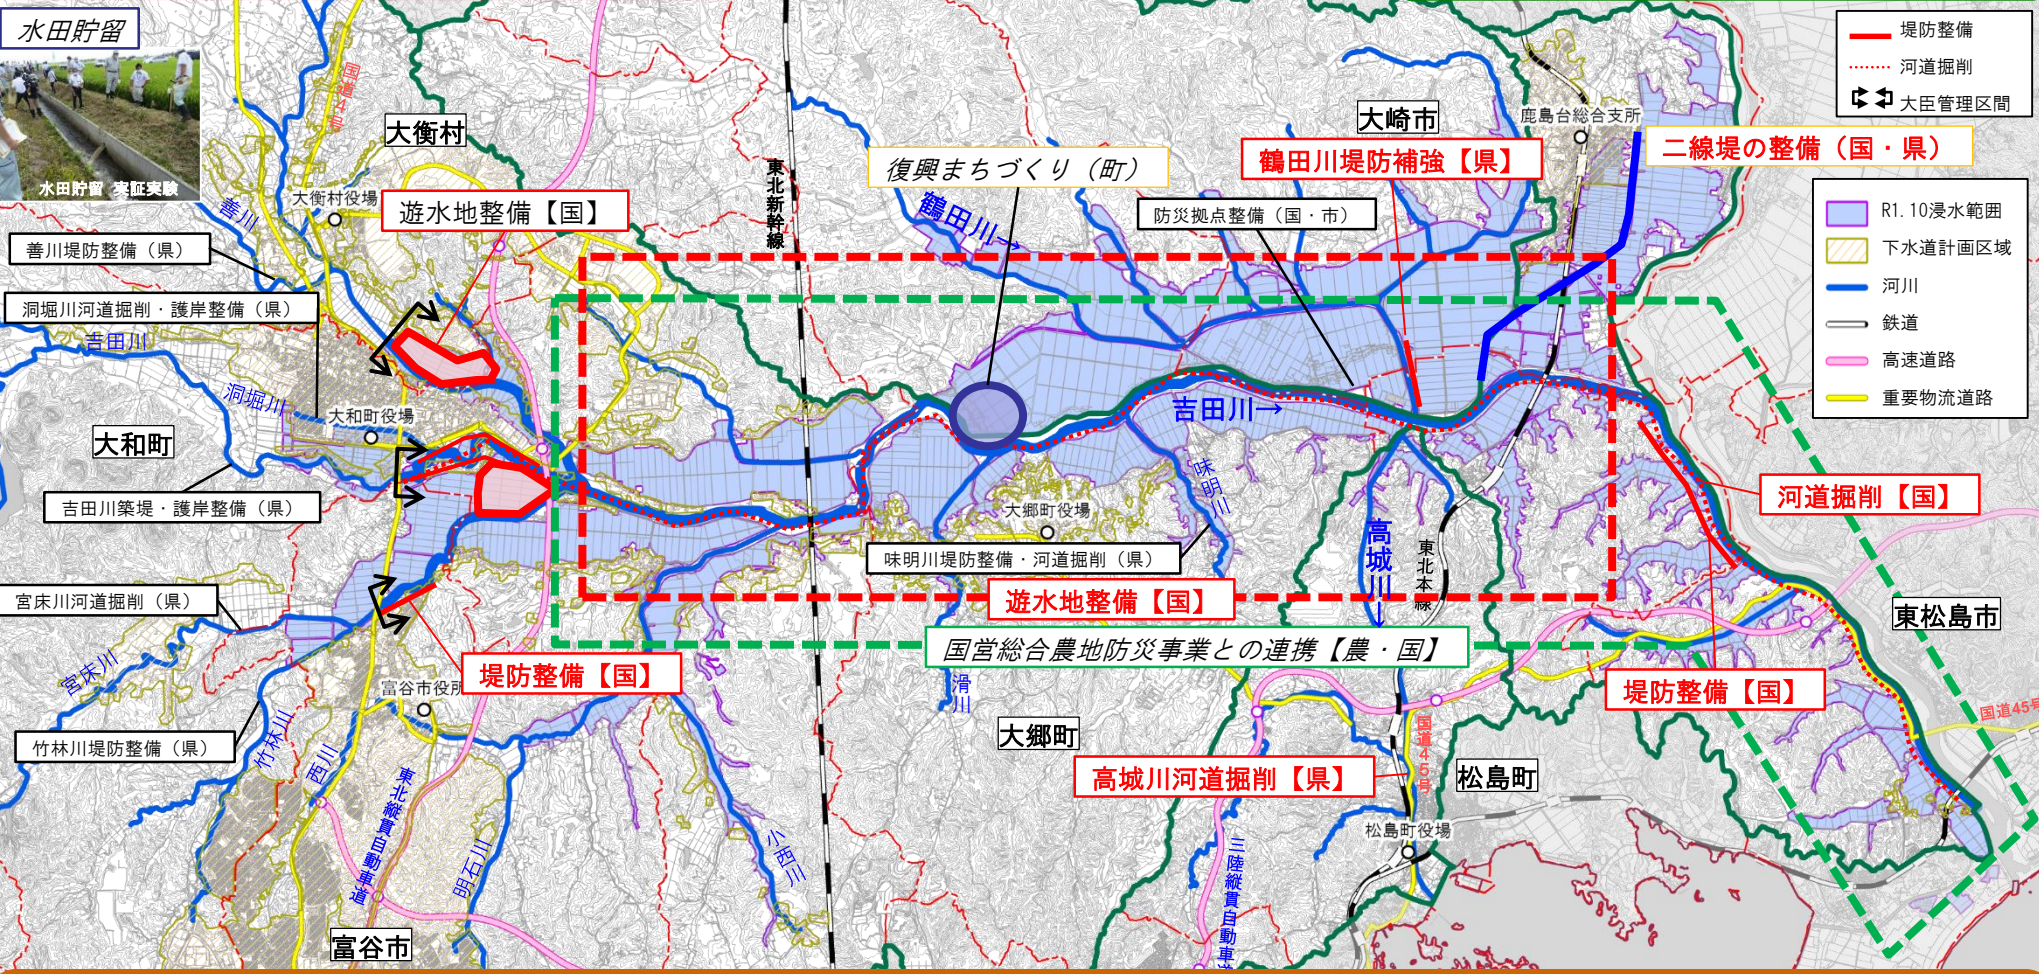 水田貯留
水田貯留 実証実験
国道4号
大衡村
大衡村役場
遊水地整備【国】
善川
善川堤防整備（県）
洞堀川河道掘削・護岸整備（県）
吉田川
洞堀川
大和町役場
大和町
吉田川築堤・護岸整備（県）
宮床川河道掘削（県）
宮床川
竹林川堤防整備（県）
竹林川
西川
東北縦貫自動車道
富谷市役所
堤防整備【国】
明石川
富谷市
小西川
東北新幹線
復興まちづくり（町）
鶴田川→
防災拠点整備（国・市）
大崎市
鶴田川堤防補強【県】
鹿島台総合支所
二線堤の整備（国・県）
吉田川→
味明川
大郷町役場
味明川堤防整備・河道掘削（県）
遊水地整備【国】
国営総合農地防災事業との連携【農・国】
滑川
大郷町
高城川→
東北本線
河道掘削【国】
東松島市
堤防整備【国】
国道45号
高城川河道掘削【県】
国道45号
松島町
松島町役場
三陸縦貫自動車道
堤防整備
河道掘削
大臣管理区間
R1.10浸水範囲
下水道計画区域
河川
鉄道
高速道路
重要物流道路